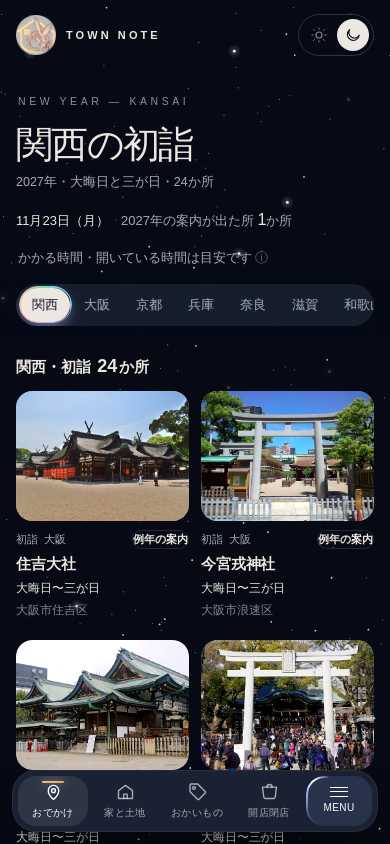 TOWN NOTE
NEW YEAR — KANSAI
関西の初詣
2027年・大晦日と三が日・24か所
11月23日（月） 2027年の案内が出た所 1か所
かかる時間・開いている時間は目安です ⓘ
関西 大阪 京都 兵庫 奈良 滋賀 和歌
関西・初詣 24か所
初詣 大阪 例年の案内
住吉大社
大晦日〜三が日
大阪市住吉区
初詣 大阪 例年の案内
今宮戎神社
大晦日〜三が日
大阪市浪速区
おでかけ
家と土地
おかいもの
開店閉店
MENU
大晦日〜三が日
大晦日〜三が日